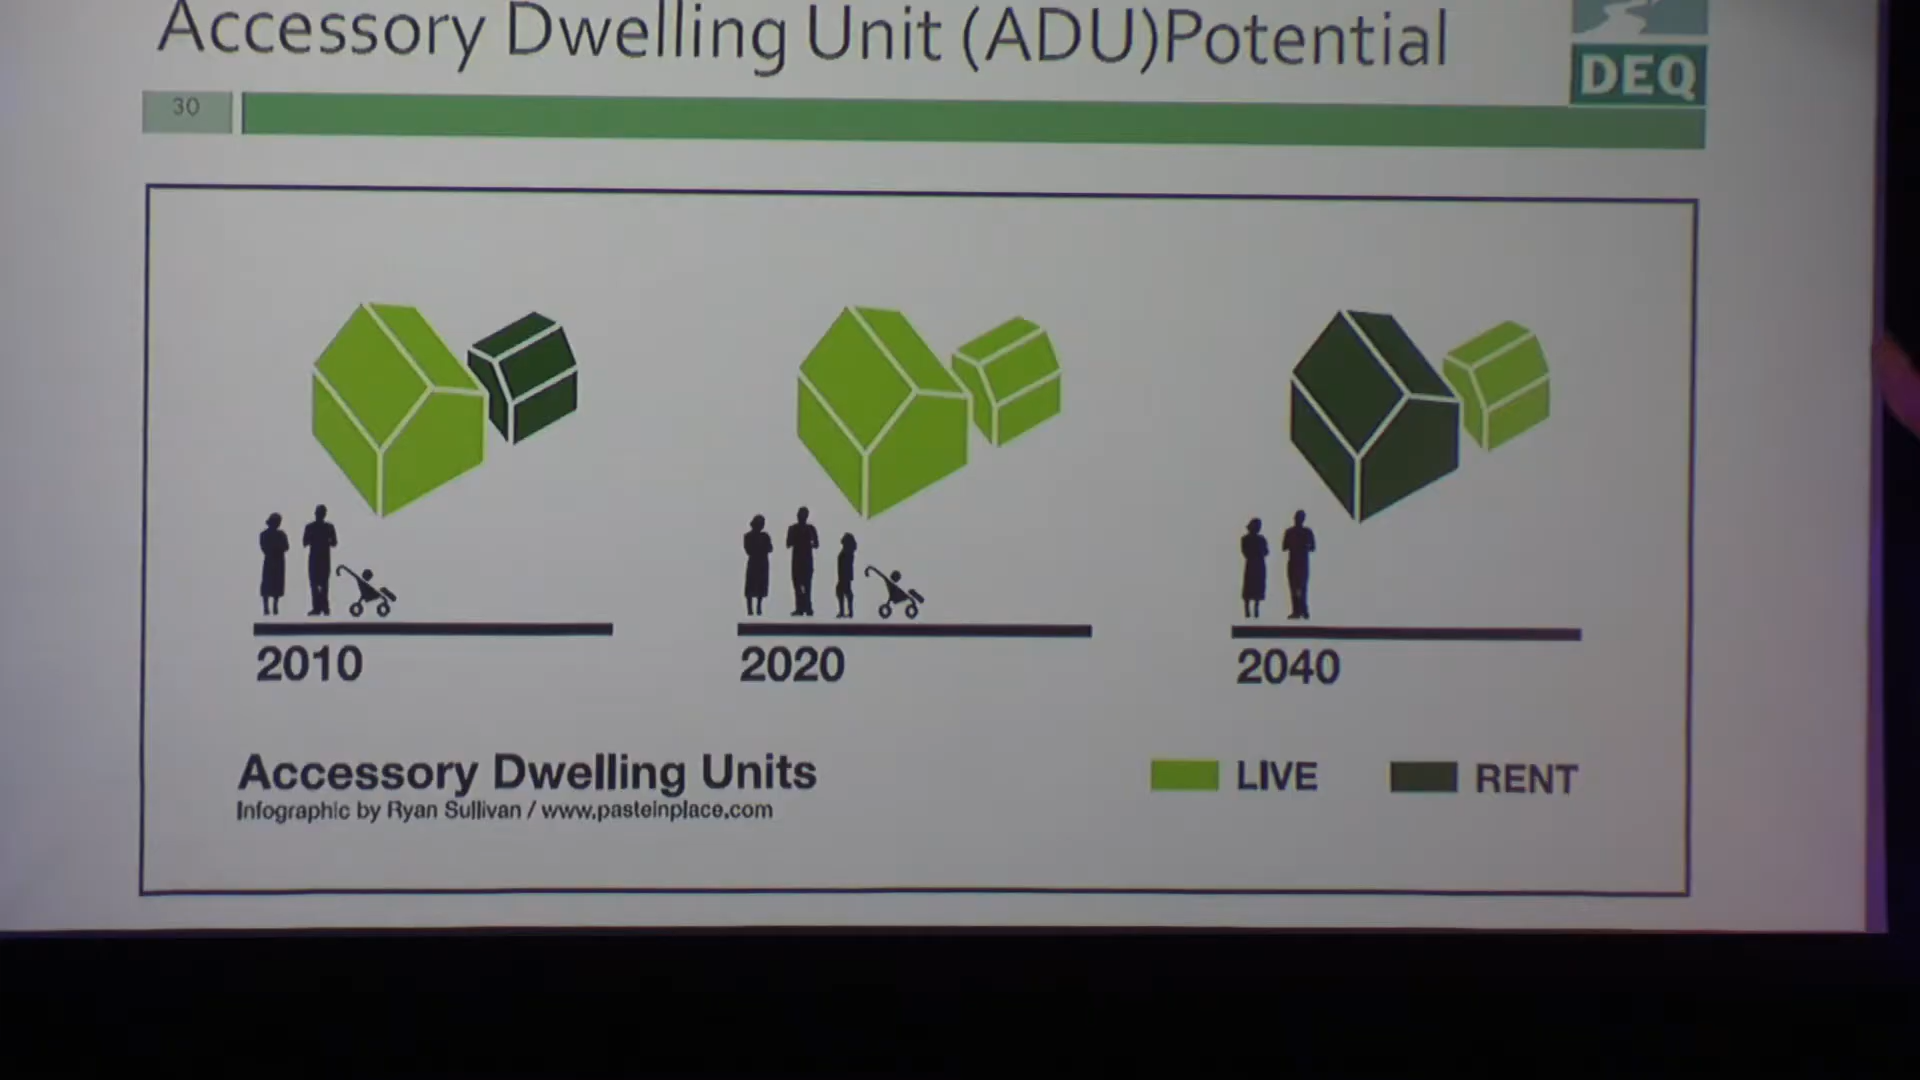 Accessory Dwelling Unit (ADU)Potential
DEQ
30
2010
2020
2040
Accessory Dwelling Units
LIVE
RENT
Infographic by Ryan Sullivan / www.pasteinplace.com